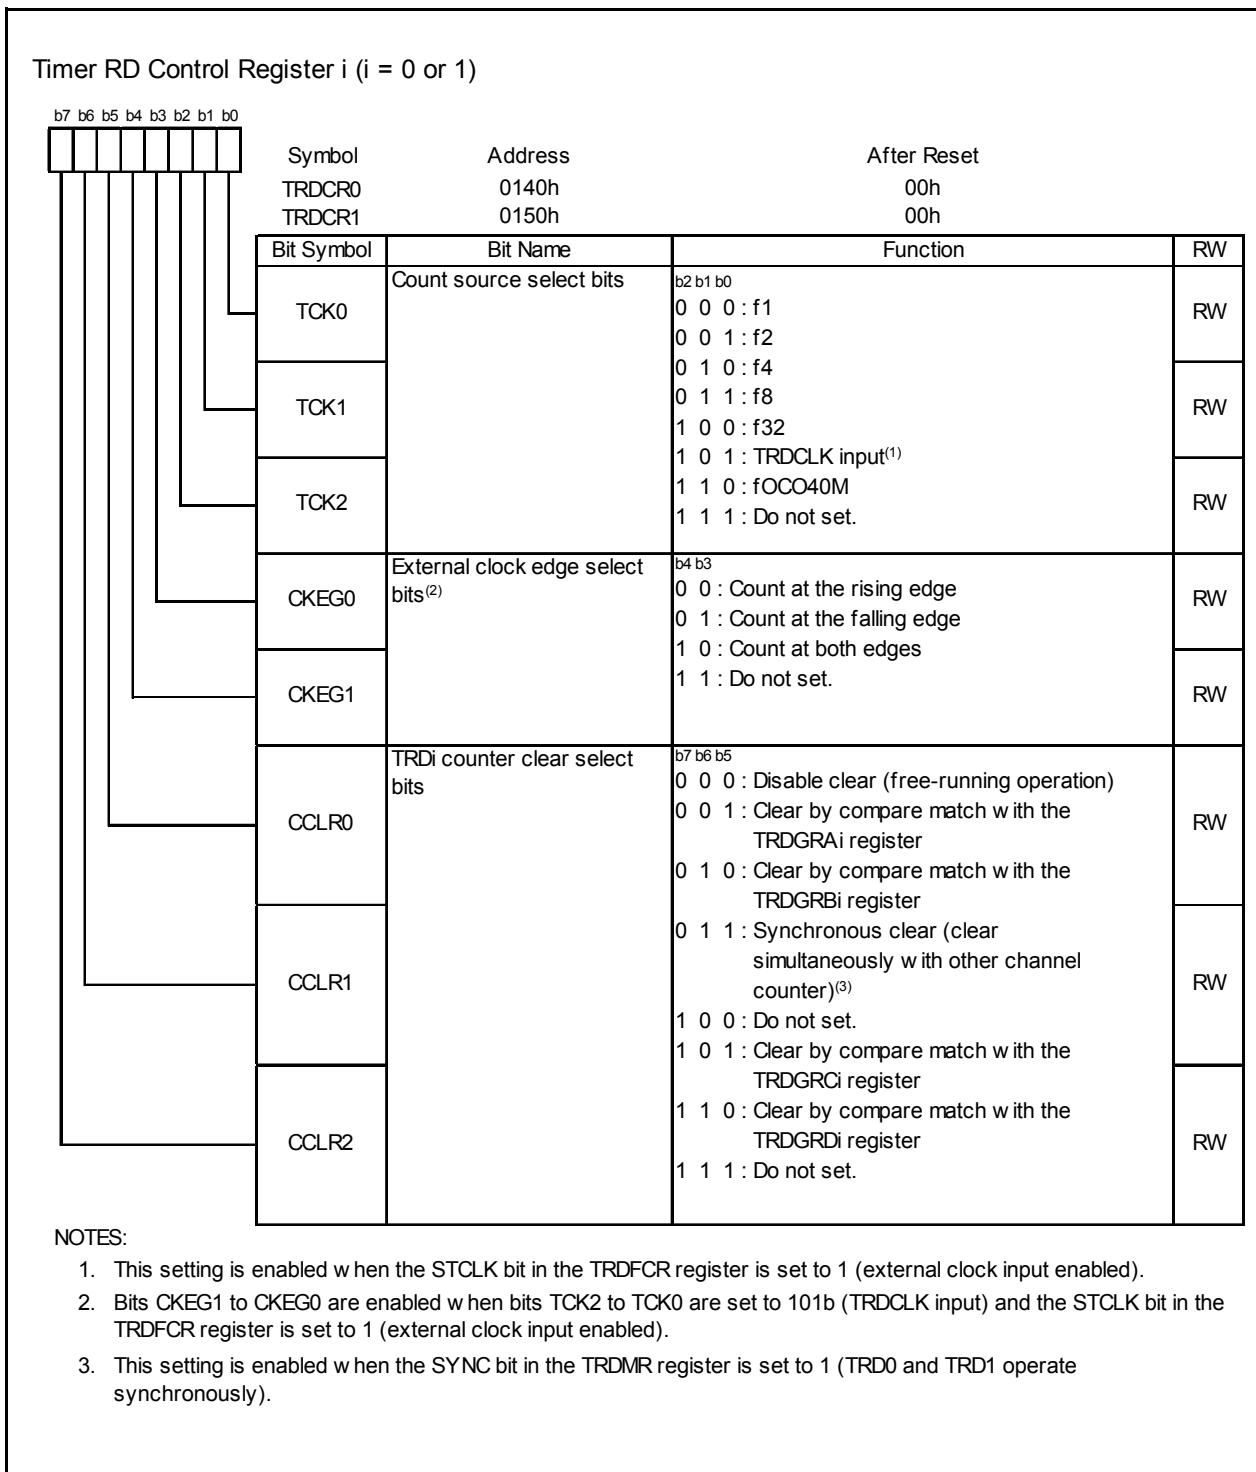 Timer RD Control Register i (i = 0 or 1)
b7 b6 b5 b4 b3 b2 b1 b0
Symbol Address After Reset
TRDCR0 0140h 00h
TRDCR1 0150h 00h
Bit Symbol Bit Name Function RW
TCK0 Count source select bits b2 b1 b0 RW
0 0 0 : f1
0 0 1 : f2
0 1 0 : f4
TCK1 0 1 1 : f8 RW
1 0 0 : f32
1 0 1 : TRDCLK input(1)
TCK2 1 1 0 : fOCO40M RW
1 1 1 : Do not set.
CKEG0 External clock edge select b4 b3 RW
bits(2) 0 0 : Count at the rising edge
0 1 : Count at the falling edge
1 0 : Count at both edges
CKEG1 1 1 : Do not set. RW
TRDi counter clear select b7 b6 b5
bits 0 0 0 : Disable clear (free-running operation)
CCLR0 0 0 1 : Clear by compare match with the RW
TRDGRAi register
0 1 0 : Clear by compare match with the
TRDGRBi register
0 1 1 : Synchronous clear (clear
simultaneously with other channel
CCLR1 counter)(3) RW
1 0 0 : Do not set.
1 0 1 : Clear by compare match with the
TRDGRCi register
1 1 0 : Clear by compare match with the
CCLR2 TRDGRDi register RW
1 1 1 : Do not set.
NOTES:
1. This setting is enabled when the STCLK bit in the TRDFCR register is set to 1 (external clock input enabled).
2. Bits CKEG1 to CKEG0 are enabled when bits TCK2 to TCK0 are set to 101b (TRDCLK input) and the STCLK bit in the
TRDFCR register is set to 1 (external clock input enabled).
3. This setting is enabled when the SYNC bit in the TRDMR register is set to 1 (TRD0 and TRD1 operate
synchronously).